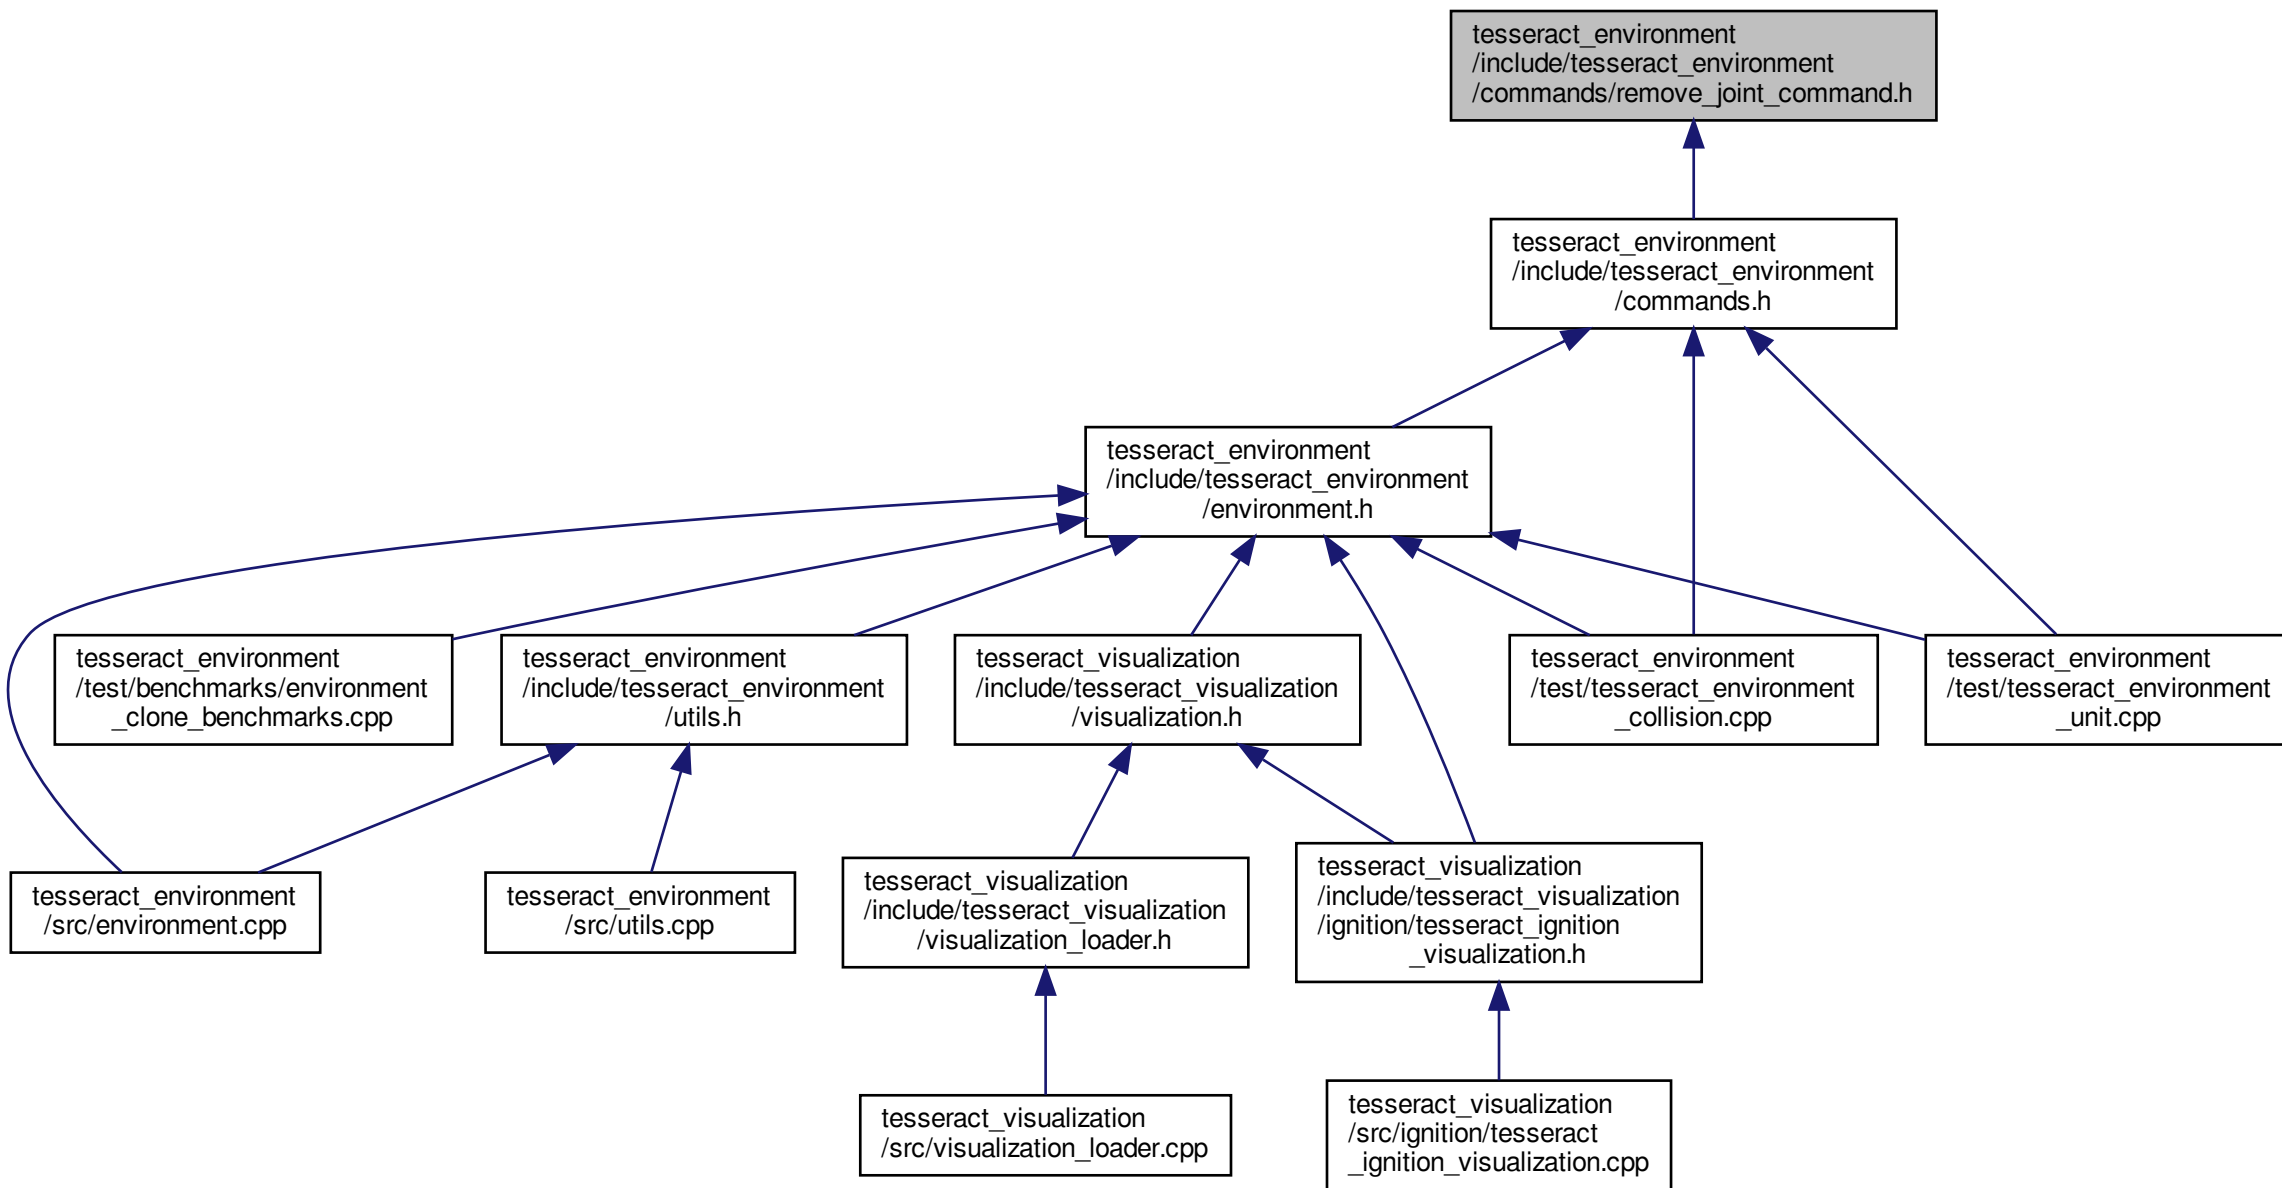 tesseract_environment
/include/tesseract_environment
/commands/remove_joint_command.h
tesseract_environment
/include/tesseract_environment
/commands.h
tesseract_environment
/include/tesseract_environment
/environment.h
tesseract_environment
/test/benchmarks/environment
_clone_benchmarks.cpp
tesseract_environment
/include/tesseract_environment
/utils.h
tesseract_visualization
/include/tesseract_visualization
/visualization.h
tesseract_environment
/test/tesseract_environment
_collision.cpp
tesseract_environment
/test/tesseract_environment
_unit.cpp
tesseract_environment
/src/environment.cpp
tesseract_environment
/src/utils.cpp
tesseract_visualization
/include/tesseract_visualization
/visualization_loader.h
tesseract_visualization
/include/tesseract_visualization
/ignition/tesseract_ignition
_visualization.h
tesseract_visualization
/src/visualization_loader.cpp
tesseract_visualization
/src/ignition/tesseract
_ignition_visualization.cpp